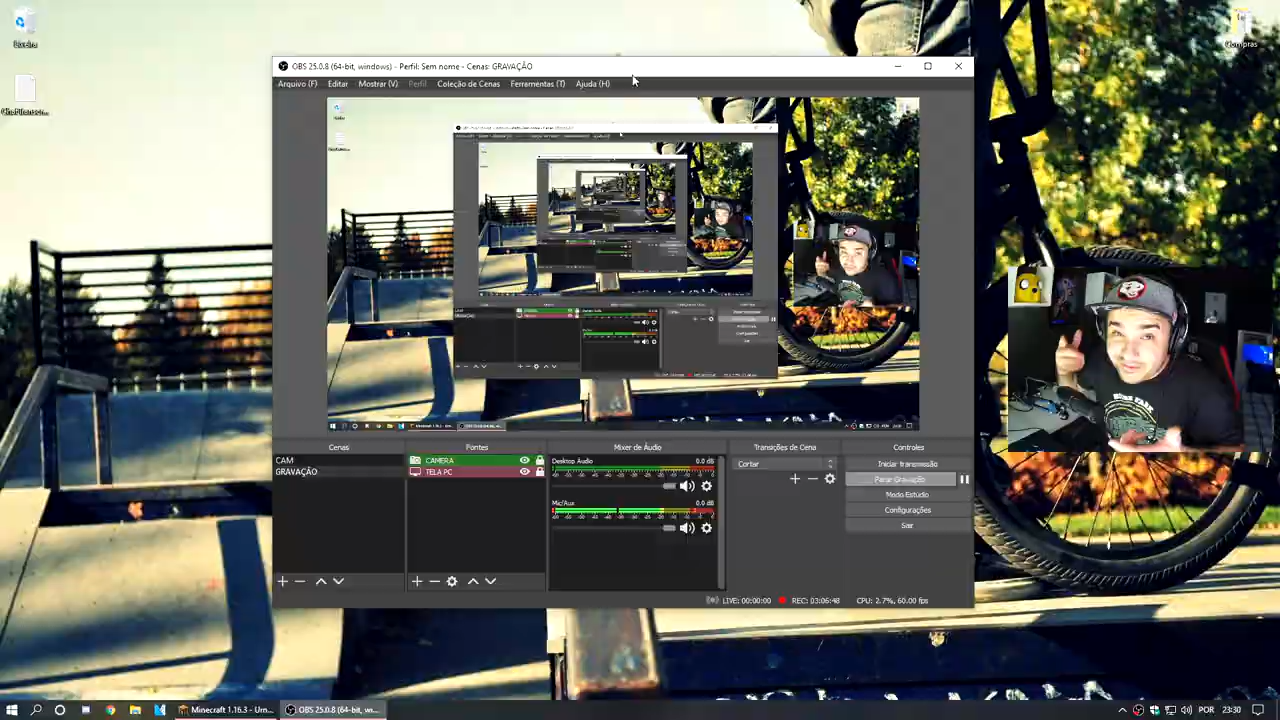 Lixeira
Compras
OBS 25.0.8 (64-bit, windows) - Perfil: Sem nome - Cenas: GRAVAÇÃO
Arquivo (F) Editar Mostrar (V) Perfil Coleção de Cenas Ferramentas (T) Ajuda (H)
Cenas Fontes Mixer de Áudio Transições de Cena Controles
CAM
GRAVAÇÃO
CAMERA
TELA PC
Desktop Áudio 0.0 dB
Mic/Aux 0.0 dB
Cortar
Iniciar transmissão
Parar Gravação
Modo Estúdio
Configurações
Sair
LIVE: 00:00:00 REC: 03:06:48 CPU: 2.7%, 60.00 fps
Minecraft 1.16.3 - Um... OBS 25.0.8 (64-bit, wi... POR 23:30